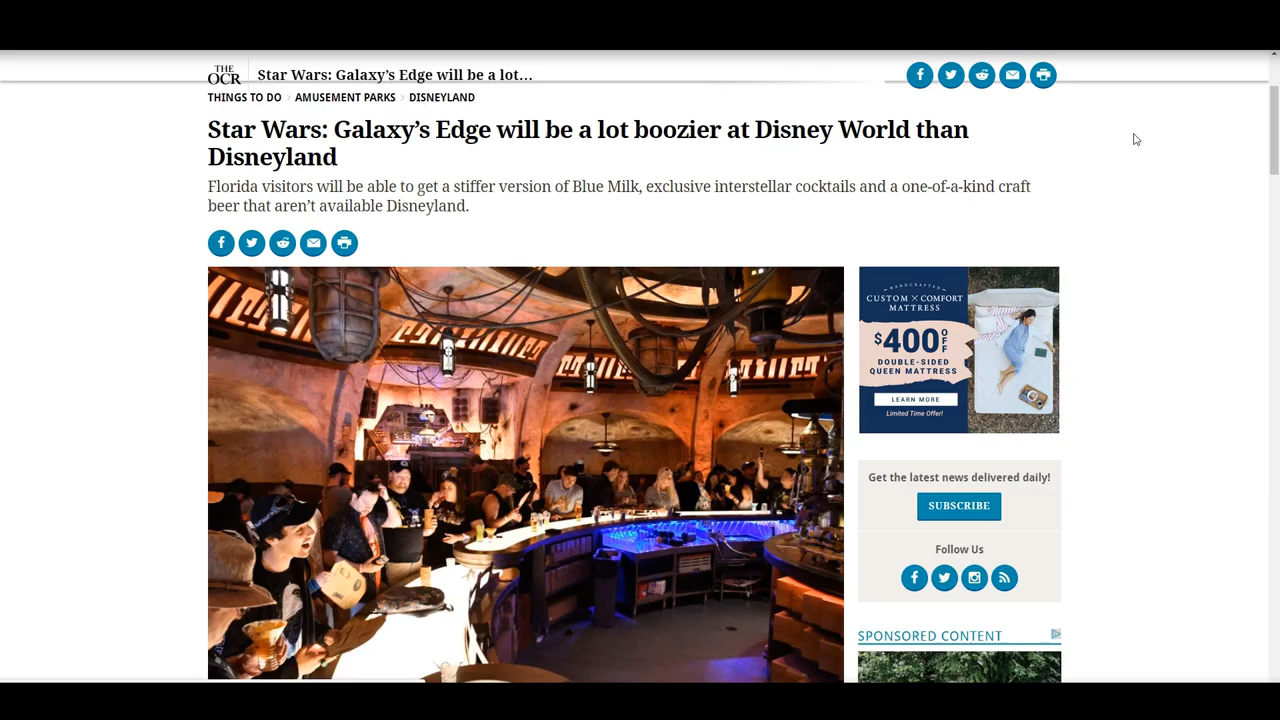 THE
OCR
Star Wars: Galaxy's Edge will be a lot...
THINGS TO DO > AMUSEMENT PARKS > DISNEYLAND
Star Wars: Galaxy's Edge will be a lot boozier at Disney World than
Disneyland
Florida visitors will be able to get a stiffer version of Blue Milk, exclusive interstellar cocktails and a one-of-a-kind craft
beer that aren't available Disneyland.
HANDCRAFTED
CUSTOM X COMFORT
MATTRESS
$400 OFF
DOUBLE-SIDED
QUEEN MATTRESS
LEARN MORE
Limited Time Offer!
Get the latest news delivered daily!
SUBSCRIBE
Follow Us
SPONSORED CONTENT